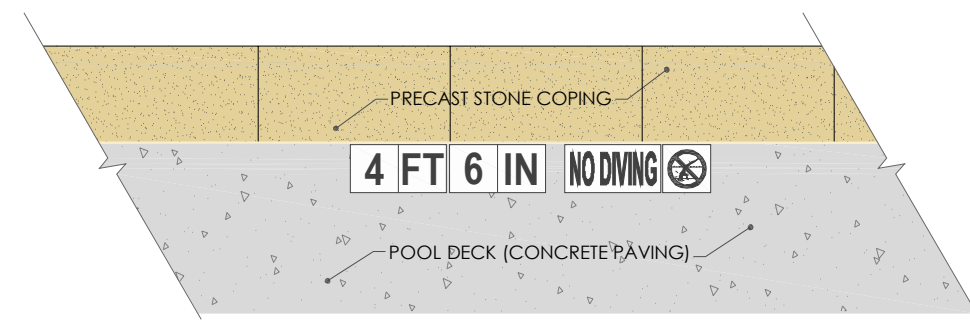 PRECAST STONE COPING
4 FT 6 IN NO DIVING
POOL DECK (CONCRETE PAVING)